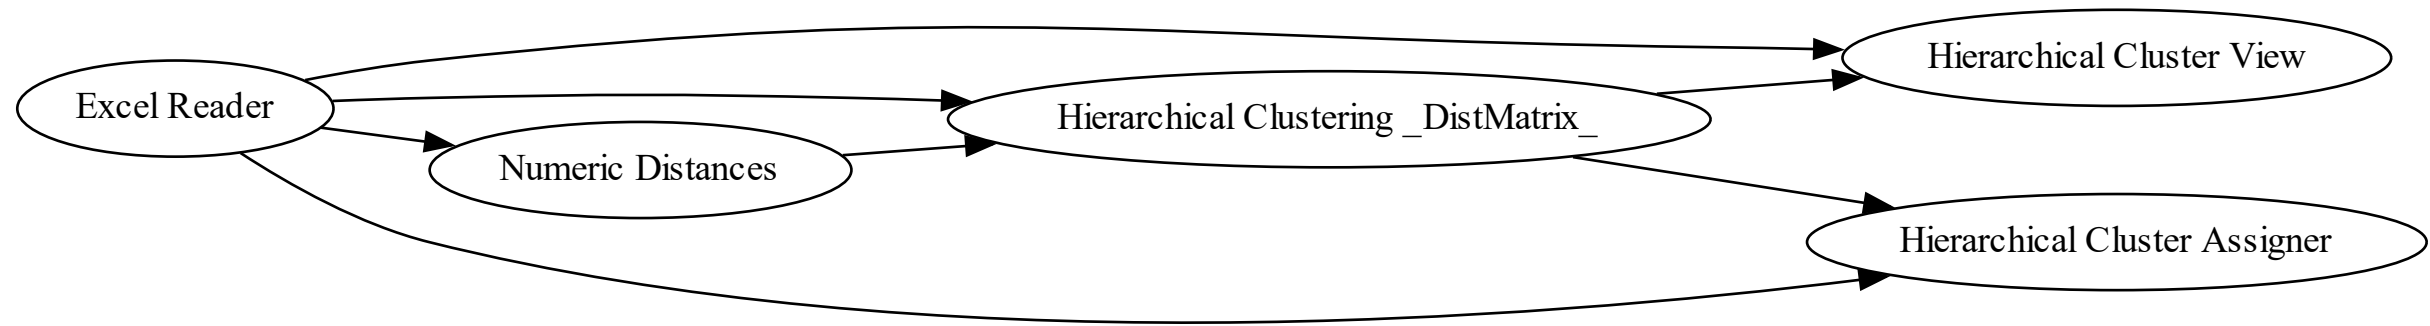 Excel Reader
Numeric Distances
Hierarchical Clustering _DistMatrix_
Hierarchical Cluster View
Hierarchical Cluster Assigner